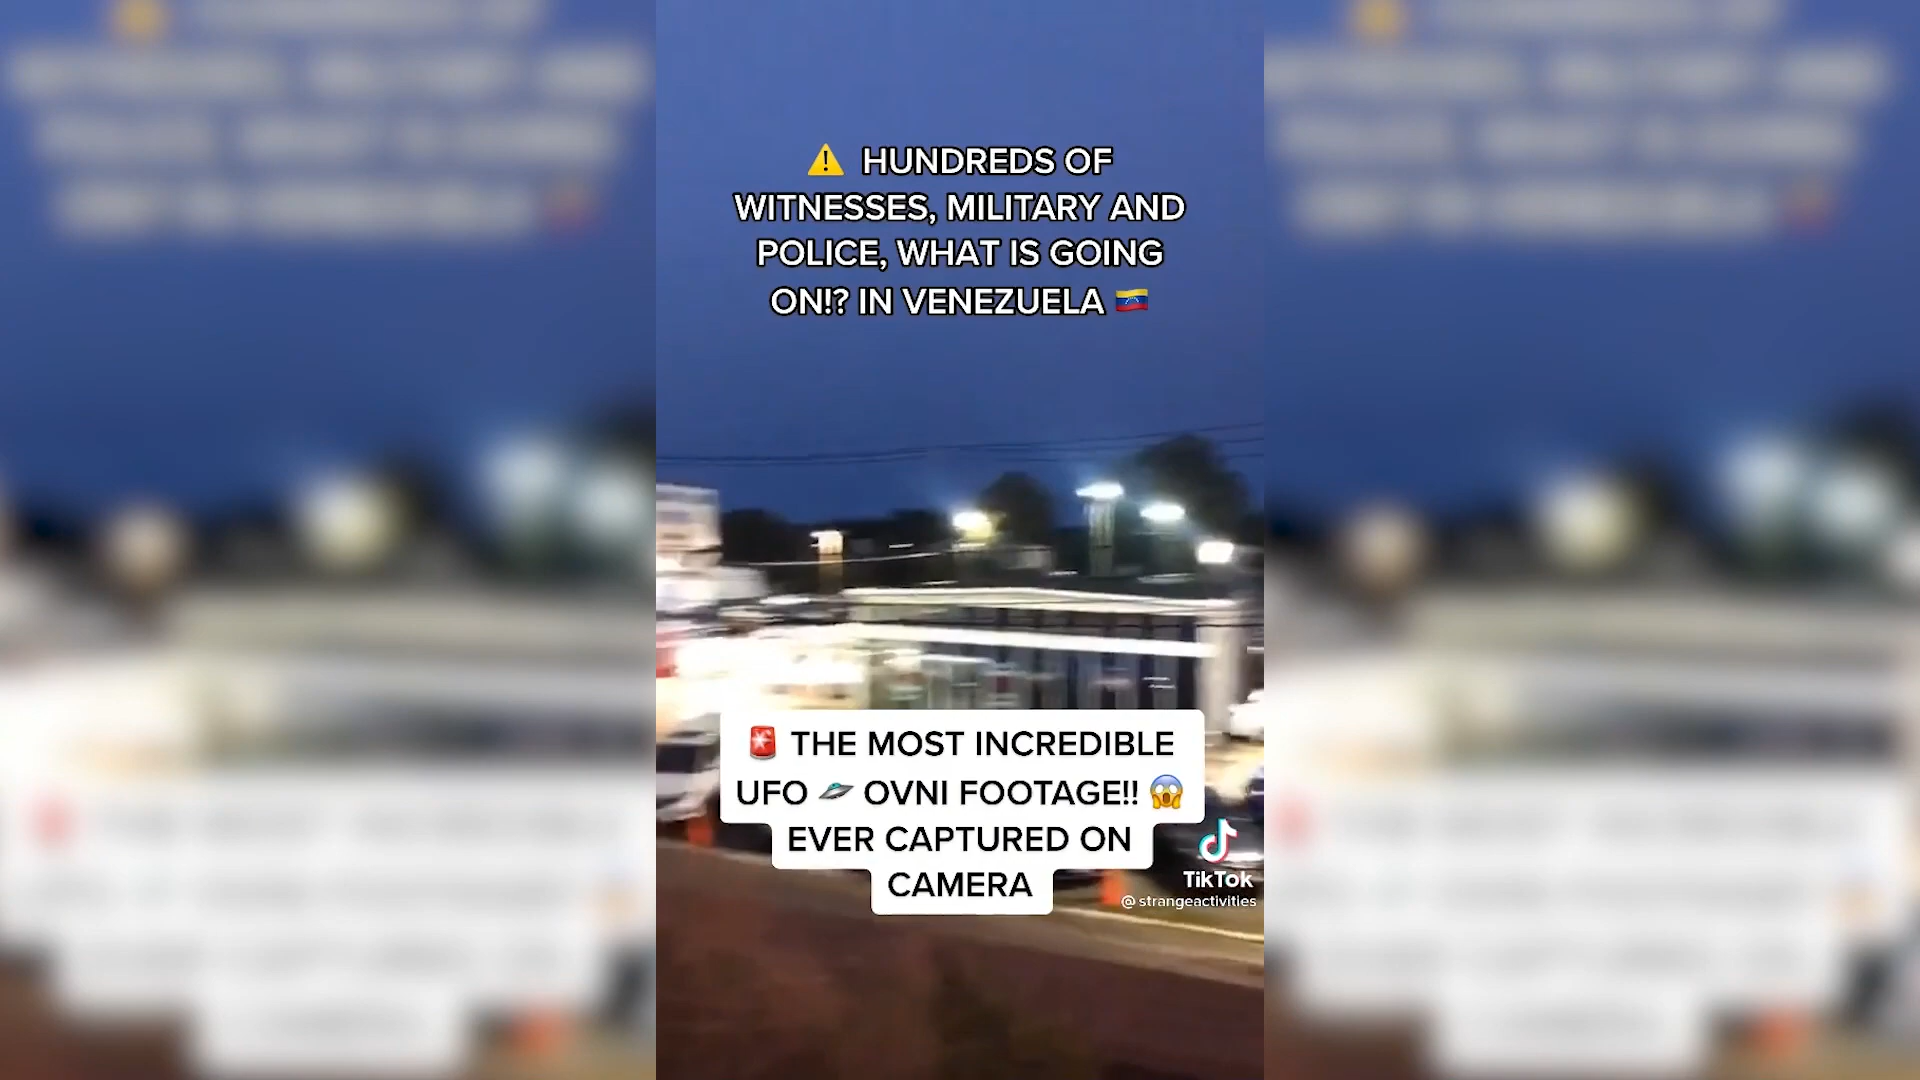 ⚠️ HUNDREDS OF
WITNESSES, MILITARY AND
POLICE, WHAT IS GOING
ON!? IN VENEZUELA 🇻🇪
🚨 THE MOST INCREDIBLE
UFO 🛸 OVNI FOOTAGE!! 😱
EVER CAPTURED ON
CAMERA
TikTok
@strangeactivities